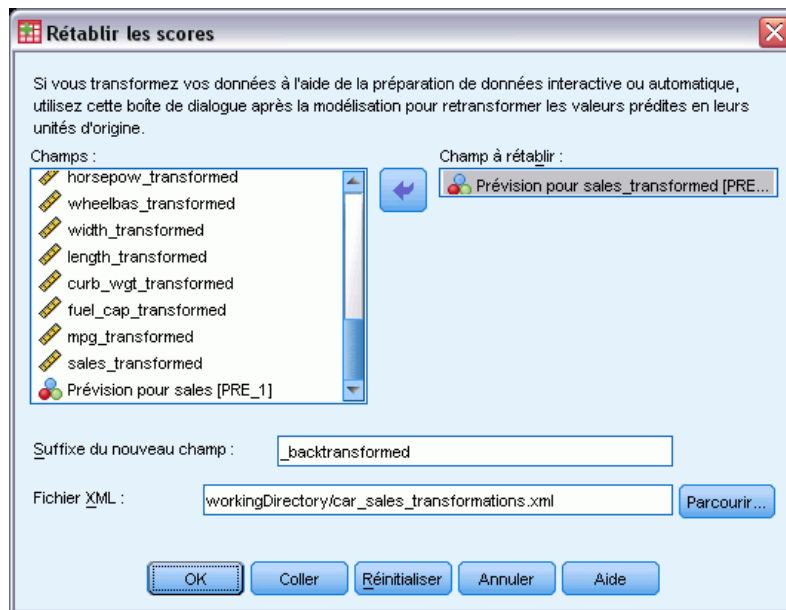 Rétablir les scores
Si vous transformez vos données à l'aide de la préparation de données interactive ou automatique,
utilisez cette boîte de dialogue après la modélisation pour retransformer les valeurs prédites en leurs
unités d'origine.
Champs :
horsepow_transformed
wheelbas_transformed
width_transformed
length_transformed
curb_wgt_transformed
fuel_cap_transformed
mpg_transformed
sales_transformed
Prévision pour sales [PRE_1]
Champ à rétablir :
Prévision pour sales_transformed [PRE...
Suffixe du nouveau champ :
_backtransformed
Fichier XML :
workingDirectory/car_sales_transformations.xml
Parcourir...
OK
Coller
Réinitialiser
Annuler
Aide